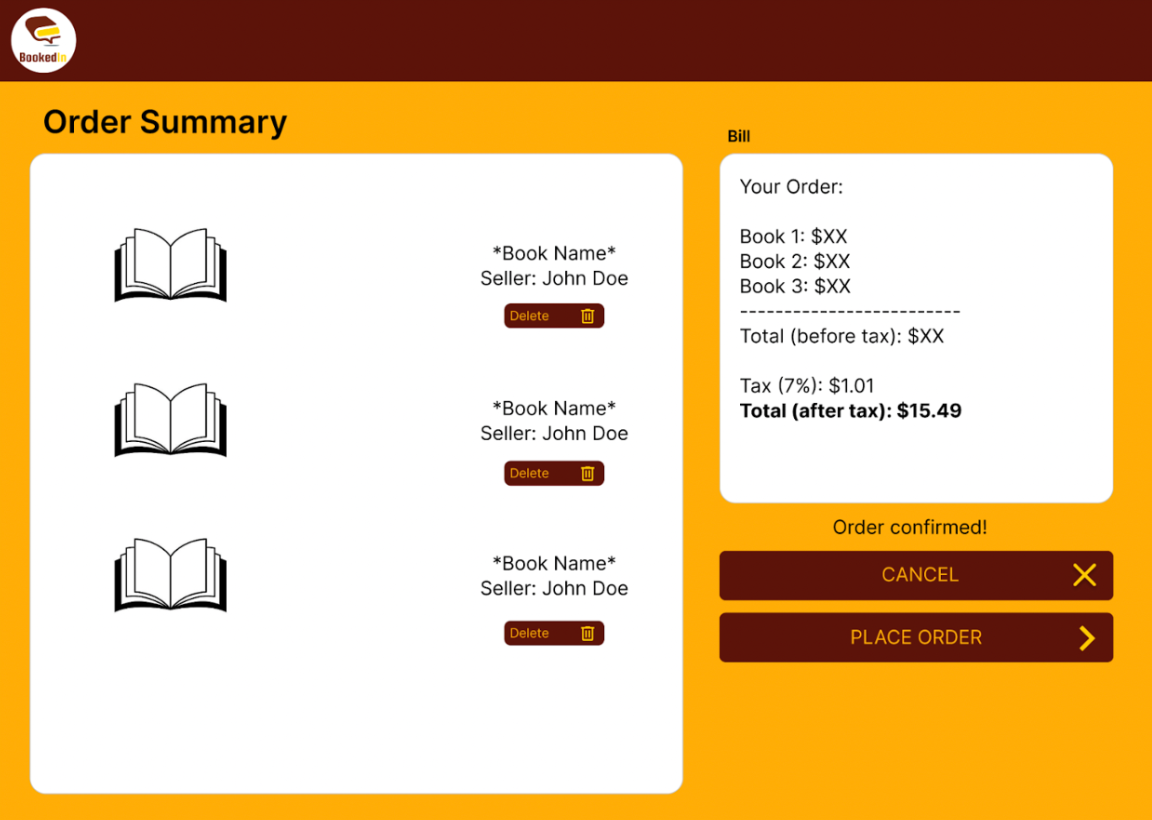 BookedIn
Order Summary
*Book Name*
Seller: John Doe
Delete
*Book Name*
Seller: John Doe
Delete
*Book Name*
Seller: John Doe
Delete
Bill
Your Order:
Book 1: $XX
Book 2: $XX
Book 3: $XX
-------------------------
Total (before tax): $XX
Tax (7%): $1.01
Total (after tax): $15.49
Order confirmed!
CANCEL
PLACE ORDER